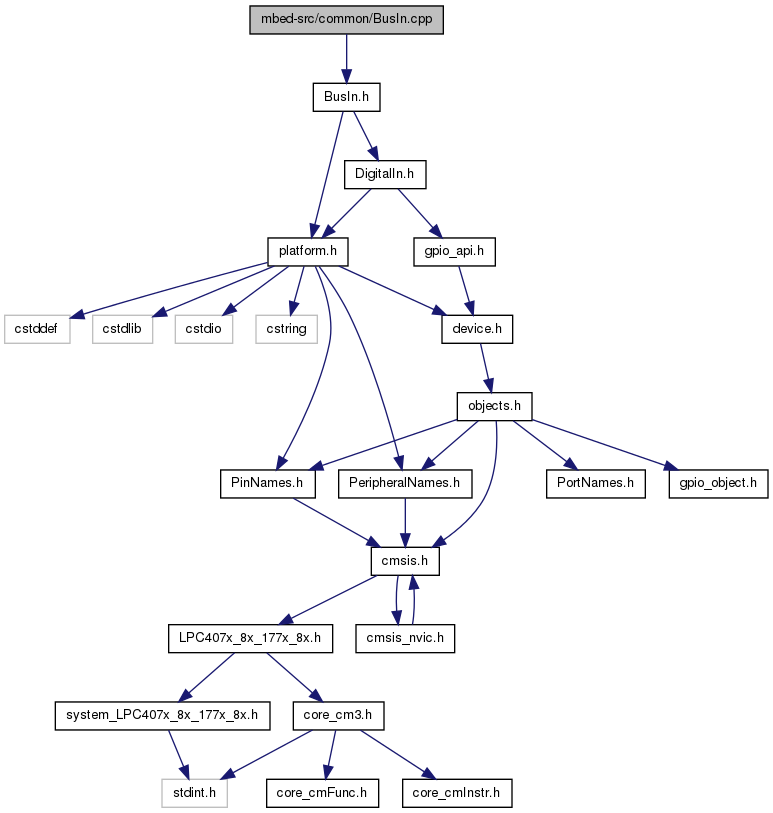 mbed-src/common/BusIn.cpp
BusIn.h
DigitalIn.h
platform.h
gpio_api.h
cstddef
cstdlib
cstdio
cstring
device.h
objects.h
PinNames.h
PeripheralNames.h
PortNames.h
gpio_object.h
cmsis.h
LPC407x_8x_177x_8x.h
cmsis_nvic.h
system_LPC407x_8x_177x_8x.h
core_cm3.h
stdint.h
core_cmFunc.h
core_cmInstr.h